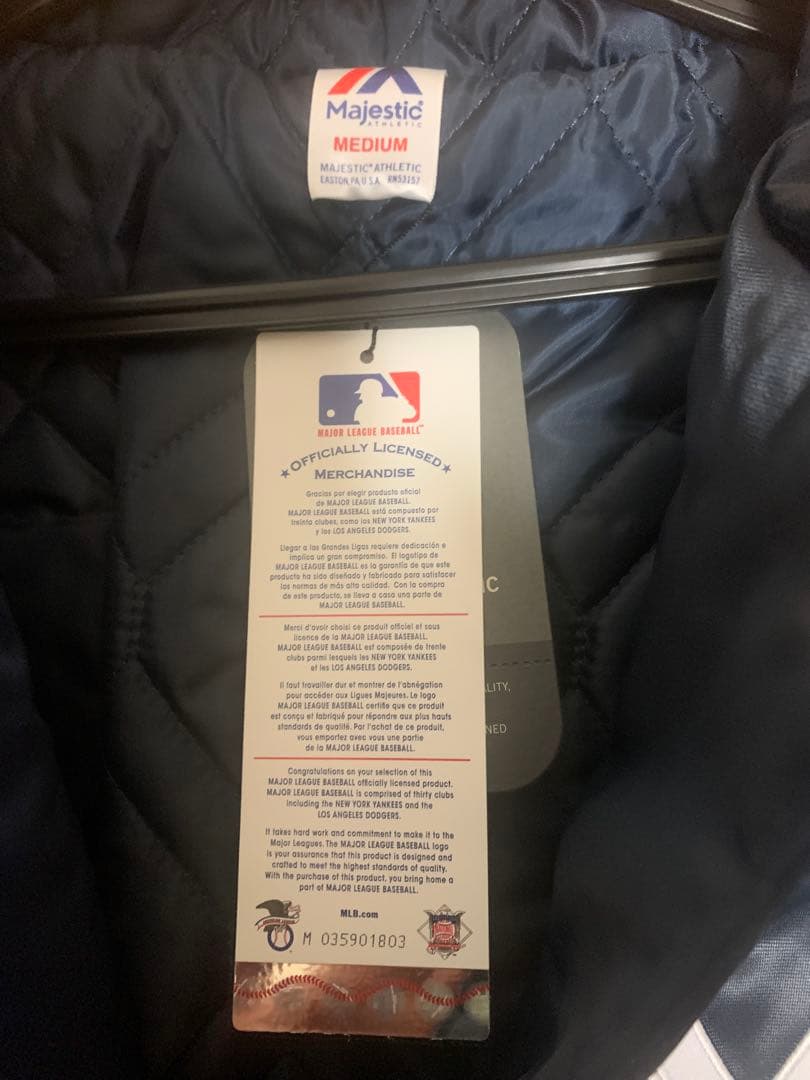 Majestic®
ATHLETIC
MEDIUM
MAJESTIC® ATHLETIC
EASTON, PA U.S.A. RN53157
MAJOR LEAGUE BASEBALL™
★ OFFICIALLY LICENSED ★
MERCHANDISE
Gracias por elegir producto oficial
de MAJOR LEAGUE BASEBALL.
MAJOR LEAGUE BASEBALL está compuesto por
treinta clubes, como los NEW YORK YANKEES
y los LOS ANGELES DODGERS.
Llegar a las Grandes Ligas requiere dedicación e
implica un gran compromiso. El logotipo de
MAJOR LEAGUE BASEBALL es la garantía de que este
producto ha sido diseñado y fabricado para satisfacer
las normas de más alta calidad. Con la compra
de este producto, se lleva a casa una parte de
MAJOR LEAGUE BASEBALL.
Merci d'avoir choisi ce produit officiel et sous
licence de la MAJOR LEAGUE BASEBALL.
MAJOR LEAGUE BASEBALL est composée de trente
clubs parmi lesquels les NEW YORK YANKEES
et les LOS ANGELES DODGERS.
Il faut travailler dur et montrer de l'abnégation
pour accéder aux Ligues Majeures. Le logo
MAJOR LEAGUE BASEBALL certifie que ce produit
est conçu et fabriqué pour répondre aux plus hauts
standards de qualité. Par l'achat de ce produit,
vous emportez avec vous une partie
de la MAJOR LEAGUE BASEBALL.
Congratulations on your selection of this
MAJOR LEAGUE BASEBALL officially licensed product.
MAJOR LEAGUE BASEBALL is comprised of thirty clubs
including the NEW YORK YANKEES and the
LOS ANGELES DODGERS.
It takes hard work and commitment to make it to the
Major Leagues. The MAJOR LEAGUE BASEBALL logo
is your assurance that this product is designed and
crafted to meet the highest standards of quality.
With the purchase of this product, you bring home a
part of MAJOR LEAGUE BASEBALL.
MLB.com
M 035901803
IC
ALITY,
NED